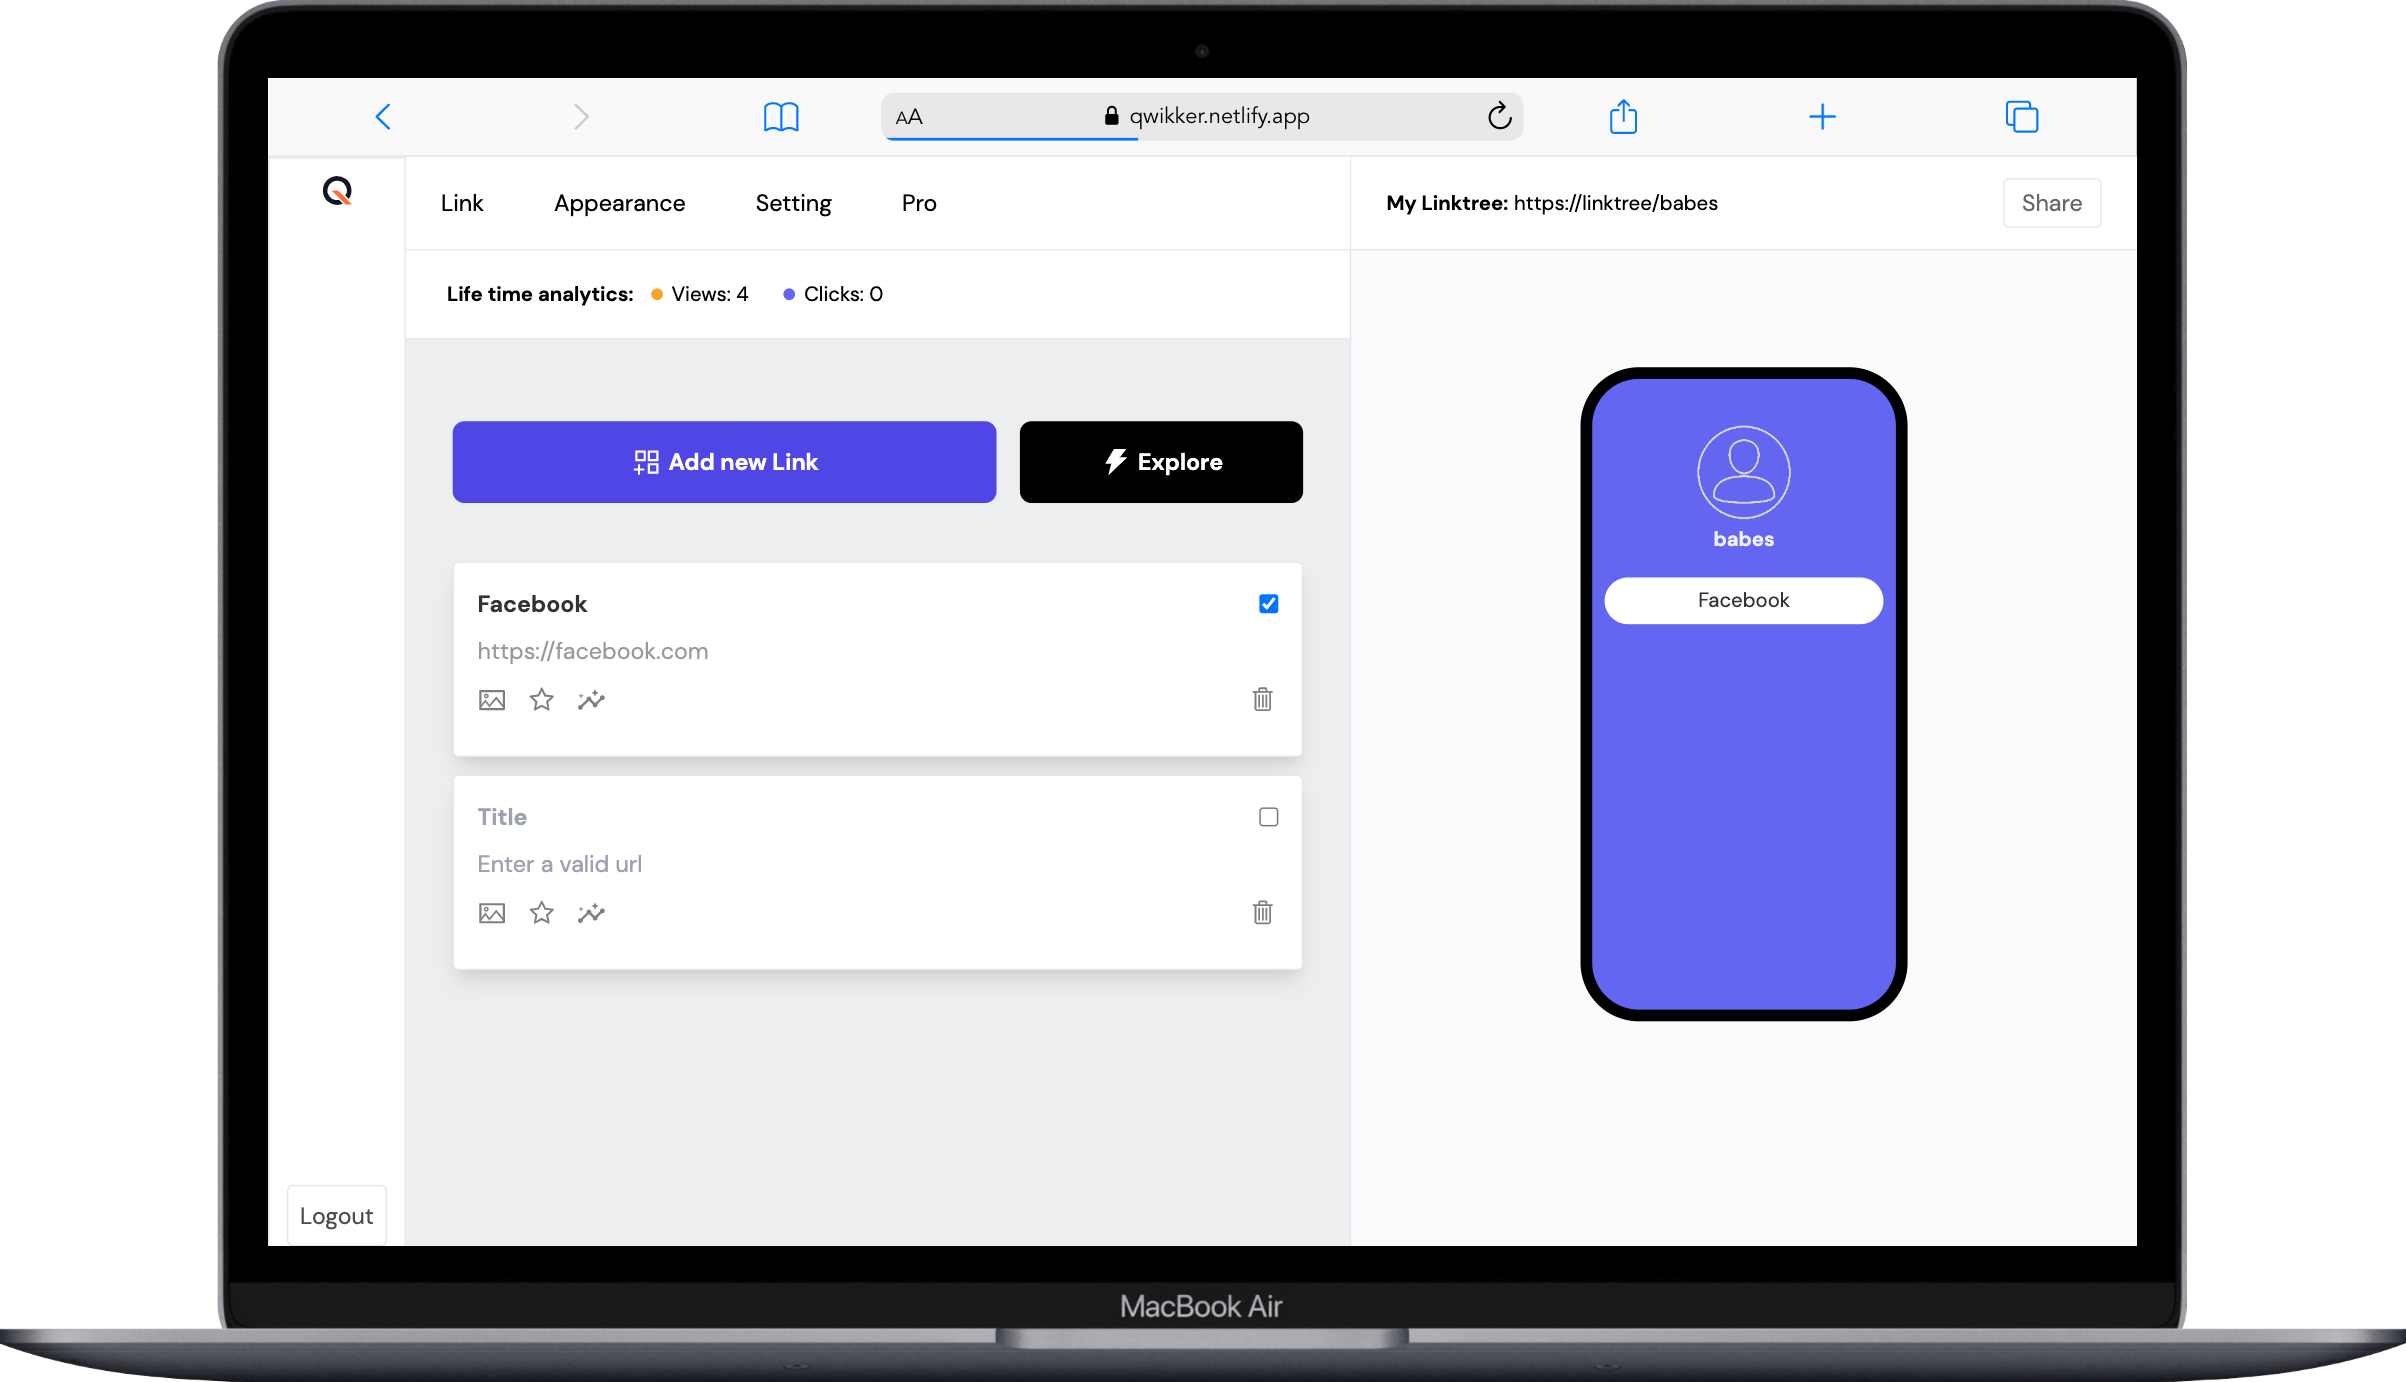 AA
qwikker.netlify.app
Q
Link
Appearance
Setting
Pro
My Linktree: https://linktree/babes
Share
Life time analytics:
Views: 4
Clicks: 0
Add new Link
Explore
babes
Facebook
Facebook
https://facebook.com
Title
Enter a valid url
Logout
MacBook Air